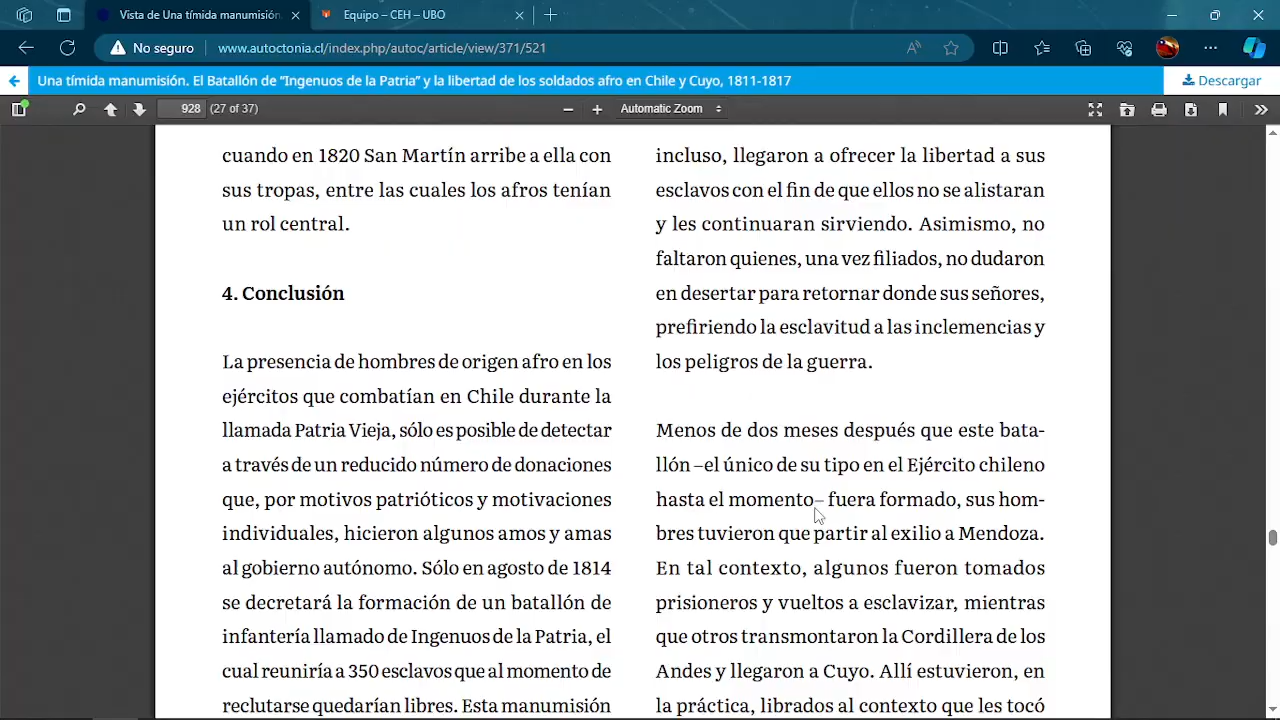 Vista de Una tímida manumisión
Equipo – CEH – UBO
No seguro
www.autoctonia.cl/index.php/autoc/article/view/371/521
Una tímida manumisión. El Batallón de “Ingenuos de la Patria” y la libertad de los soldados afro en Chile y Cuyo, 1811-1817
Descargar
928 (27 of 37)
Automatic Zoom
cuando en 1820 San Martín arribe a ella con
sus tropas, entre las cuales los afros tenían
un rol central.
4. Conclusión
La presencia de hombres de origen afro en los
ejércitos que combatían en Chile durante la
llamada Patria Vieja, sólo es posible de detectar
a través de un reducido número de donaciones
que, por motivos patrióticos y motivaciones
individuales, hicieron algunos amos y amas
al gobierno autónomo. Sólo en agosto de 1814
se decretará la formación de un batallón de
infantería llamado de Ingenuos de la Patria, el
cual reuniría a 350 esclavos que al momento de
reclutarse quedarían libres. Esta manumisión
incluso, llegaron a ofrecer la libertad a sus
esclavos con el fin de que ellos no se alistaran
y les continuaran sirviendo. Asimismo, no
faltaron quienes, una vez filiados, no dudaron
en desertar para retornar donde sus señores,
prefiriendo la esclavitud a las inclemencias y
los peligros de la guerra.
Menos de dos meses después que este bata-
llón –el único de su tipo en el Ejército chileno
hasta el momento– fuera formado, sus hom-
bres tuvieron que partir al exilio a Mendoza.
En tal contexto, algunos fueron tomados
prisioneros y vueltos a esclavizar, mientras
que otros transmontaron la Cordillera de los
Andes y llegaron a Cuyo. Allí estuvieron, en
la práctica, librados al contexto que les tocó